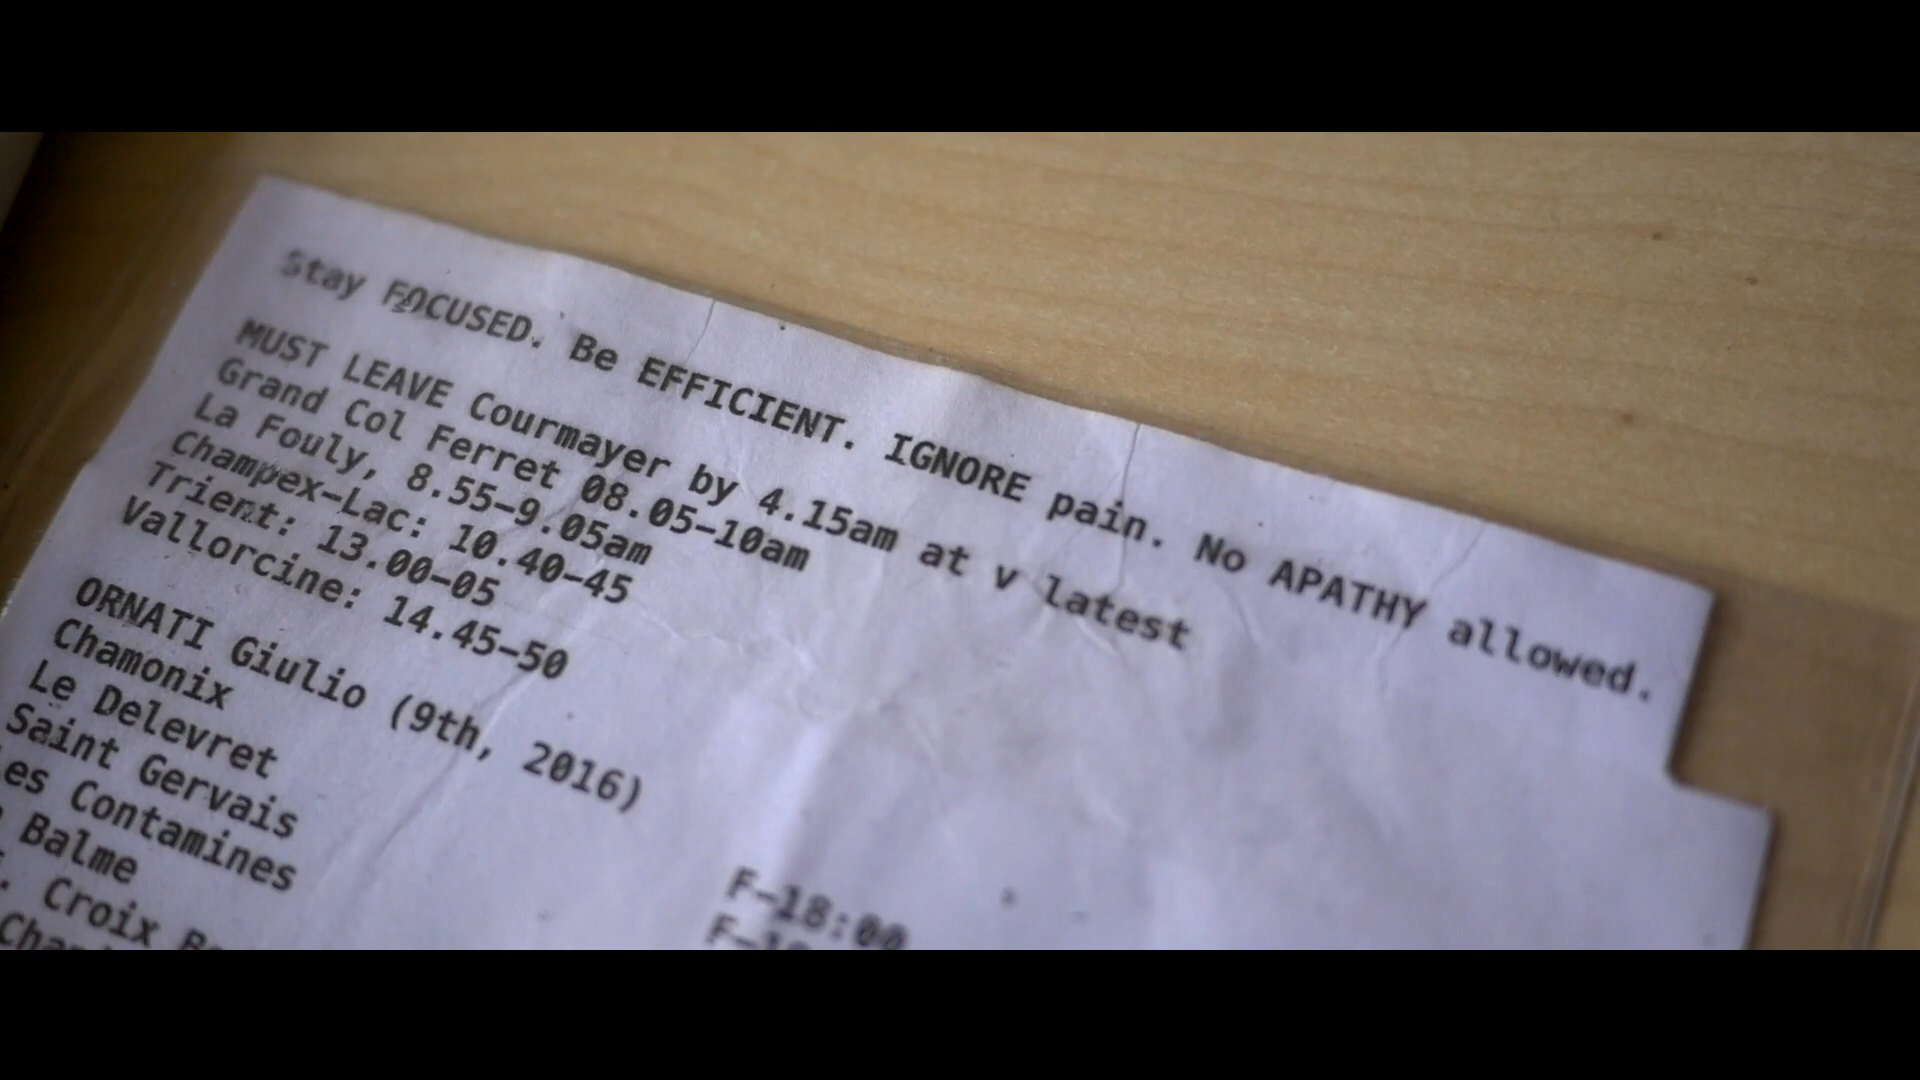 Stay FOCUSED. Be EFFICIENT. IGNORE pain. No APATHY allowed.
MUST LEAVE Courmayer by 4.15am at v latest
Grand Col Ferret 08.05-10am
La Fouly, 8.55-9.05am
Champex-Lac: 10.40-45
Trient: 13.00-05
Vallorcine: 14.45-50
ORNATI Giulio (9th, 2016)
Chamonix
Le Delevret
Saint Gervais
es Contamines
Balme
. Croix
F-18:00